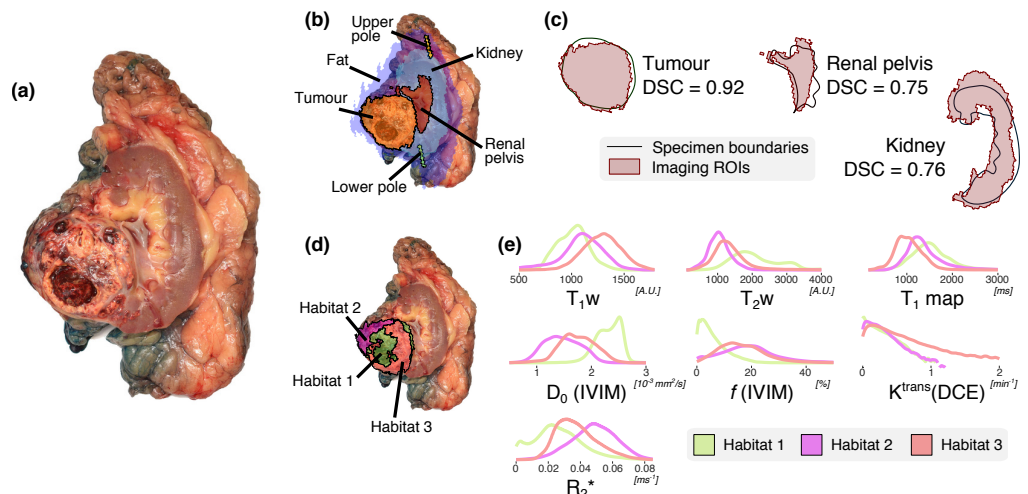 (a)
(b)
Upper
pole
Kidney
Fat
Tumour
Renal
pelvis
Lower pole
(c)
Tumour
DSC = 0.92
Renal pelvis
DSC = 0.75
Kidney
DSC = 0.76
Specimen boundaries
Imaging ROIs
(d)
Habitat 2
Habitat 1
Habitat 3
(e)
500 1000 1500
T₁w [A.U.]
1000 2000 3000 4000
T₂w [A.U.]
1000 2000 3000
T₁ map [ms]
1 2 3
D₀ (IVIM) [10⁻³ mm²/s]
0 20 40
f (IVIM) [%]
0 1 2
Kᵗʳᵃⁿˢ(DCE) [min⁻¹]
0 0.02 0.04 0.06 0.08
R₂* [ms⁻¹]
Habitat 1 Habitat 2 Habitat 3